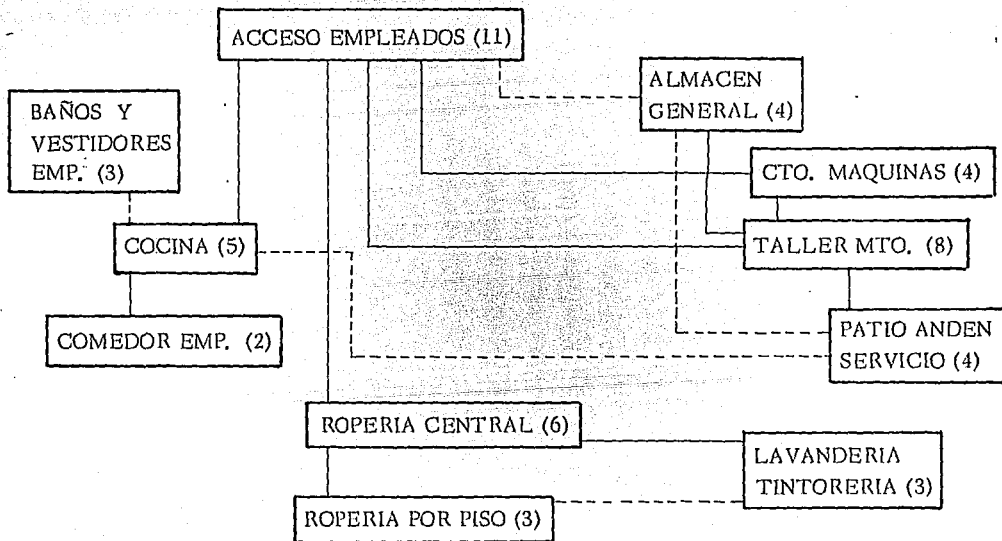 ACCESO EMPLEADOS (11)
ALMACEN
GENERAL (4)
BAÑOS Y
VESTIDORES
EMP. (3)
CTO. MAQUINAS (4)
COCINA (5)
TALLER MTO. (8)
COMEDOR EMP. (2)
PATIO ANDEN
SERVICIO (4)
ROPERIA CENTRAL (6)
LAVANDERIA
TINTORERIA (3)
ROPERIA POR PISO (3)